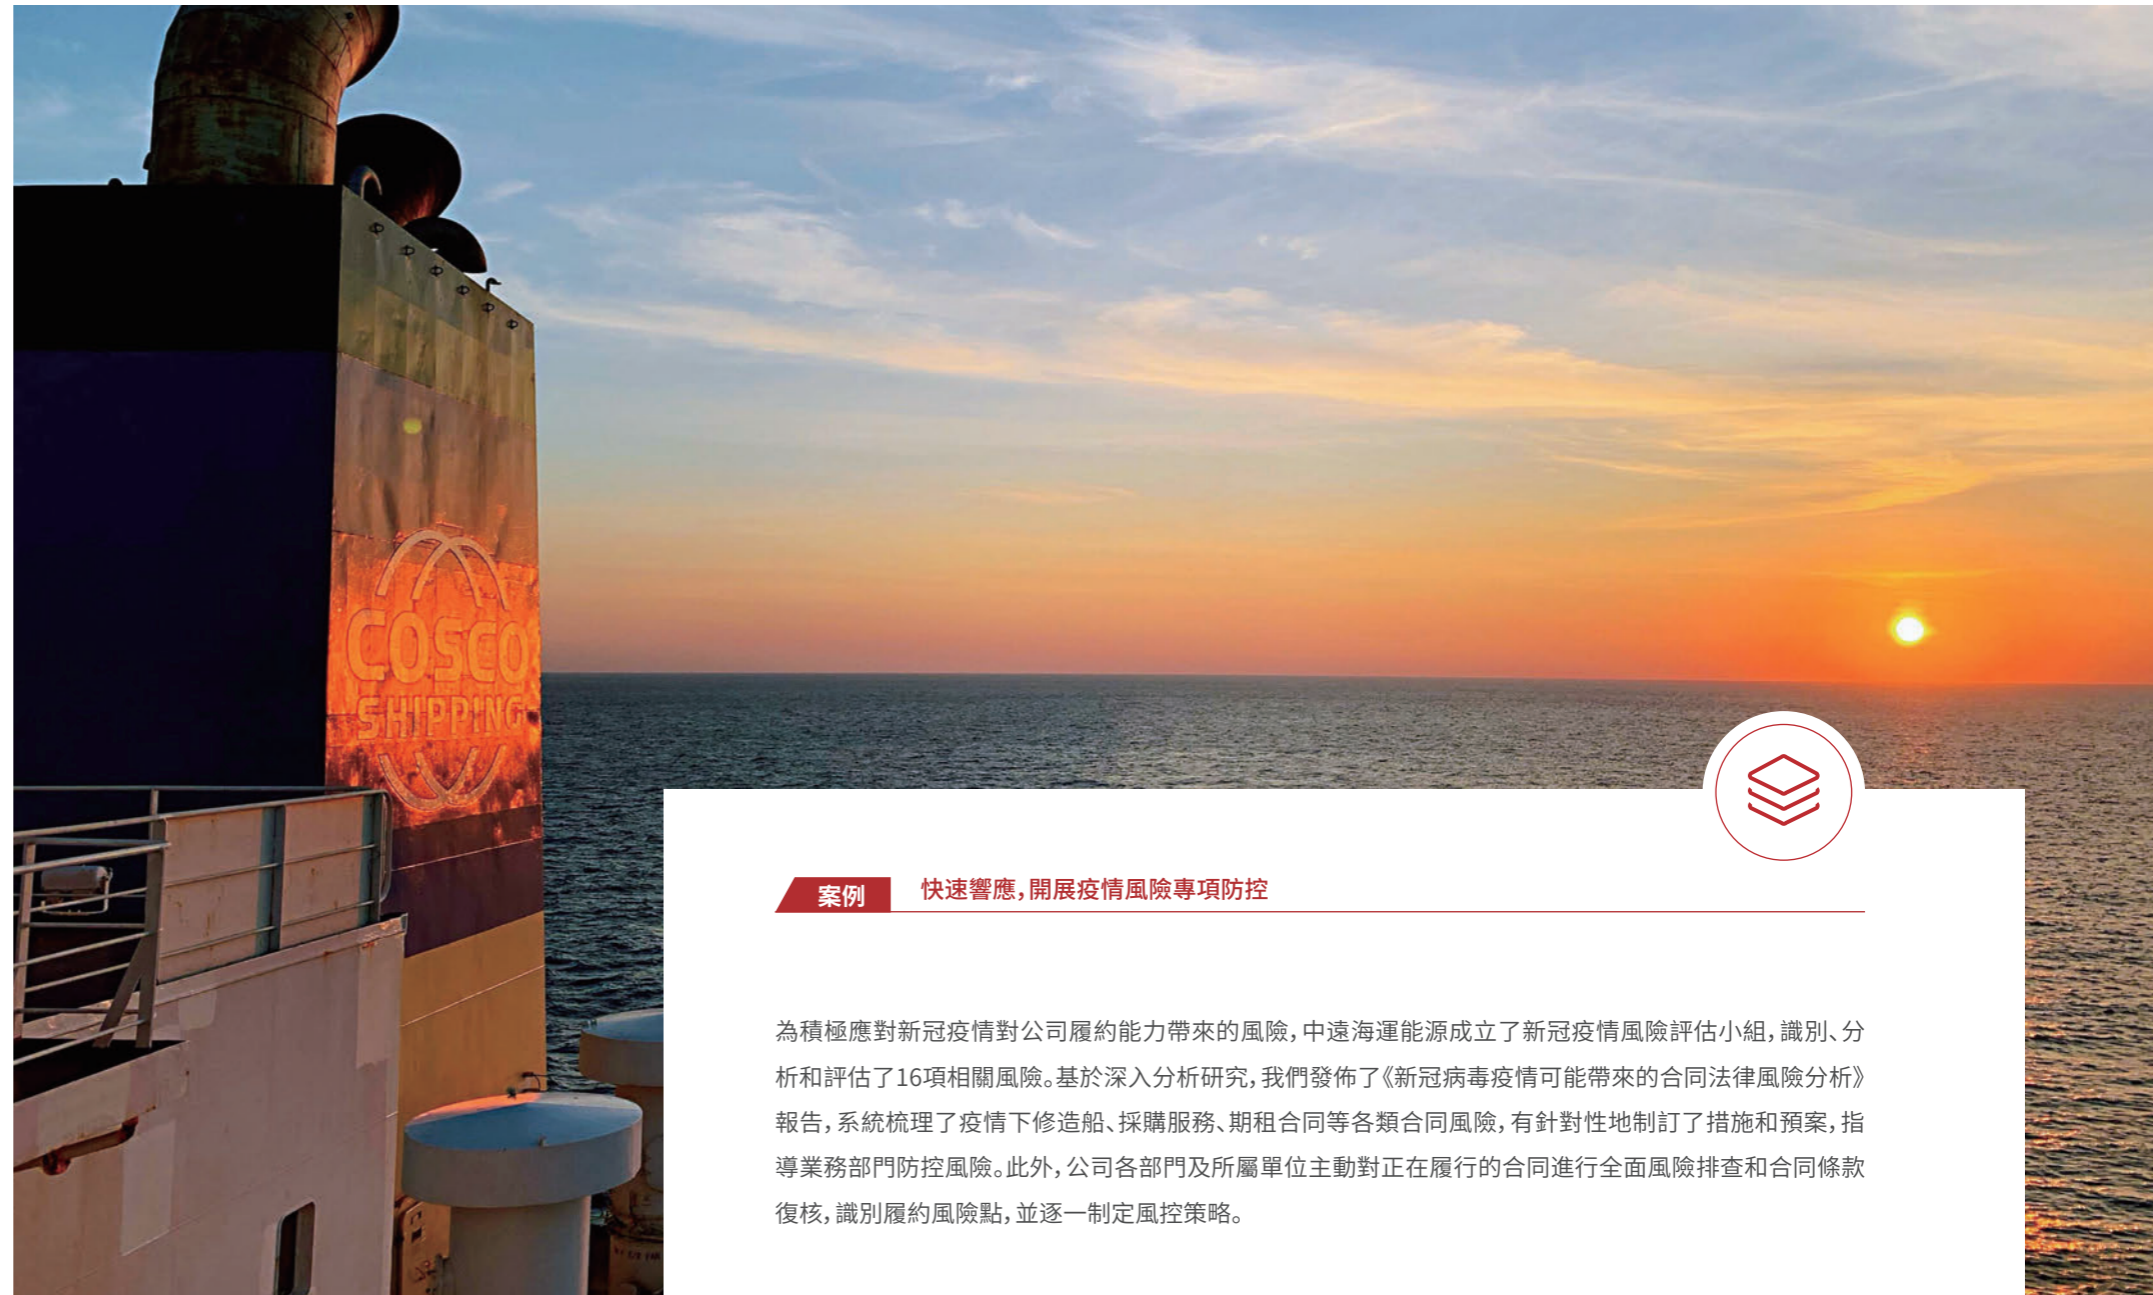 COSCO
SHIPPING
案例
快速響應,開展疫情風險專項防控
為積極應對新冠疫情對公司履約能力帶來的風險,中遠海運能源成立了新冠疫情風險評估小組,識別、分
析和評估了16項相關風險。基於深入分析研究,我們發佈了《新冠病毒疫情可能帶來的合同法律風險分析》
報告,系統梳理了疫情下修造船、採購服務、期租合同等各類合同風險,有針對性地制訂了措施和預案,指
導業務部門防控風險。此外,公司各部門及所屬單位主動對正在履行的合同進行全面風險排查和合同條款
復核,識別履約風險點,並逐一制定風控策略。